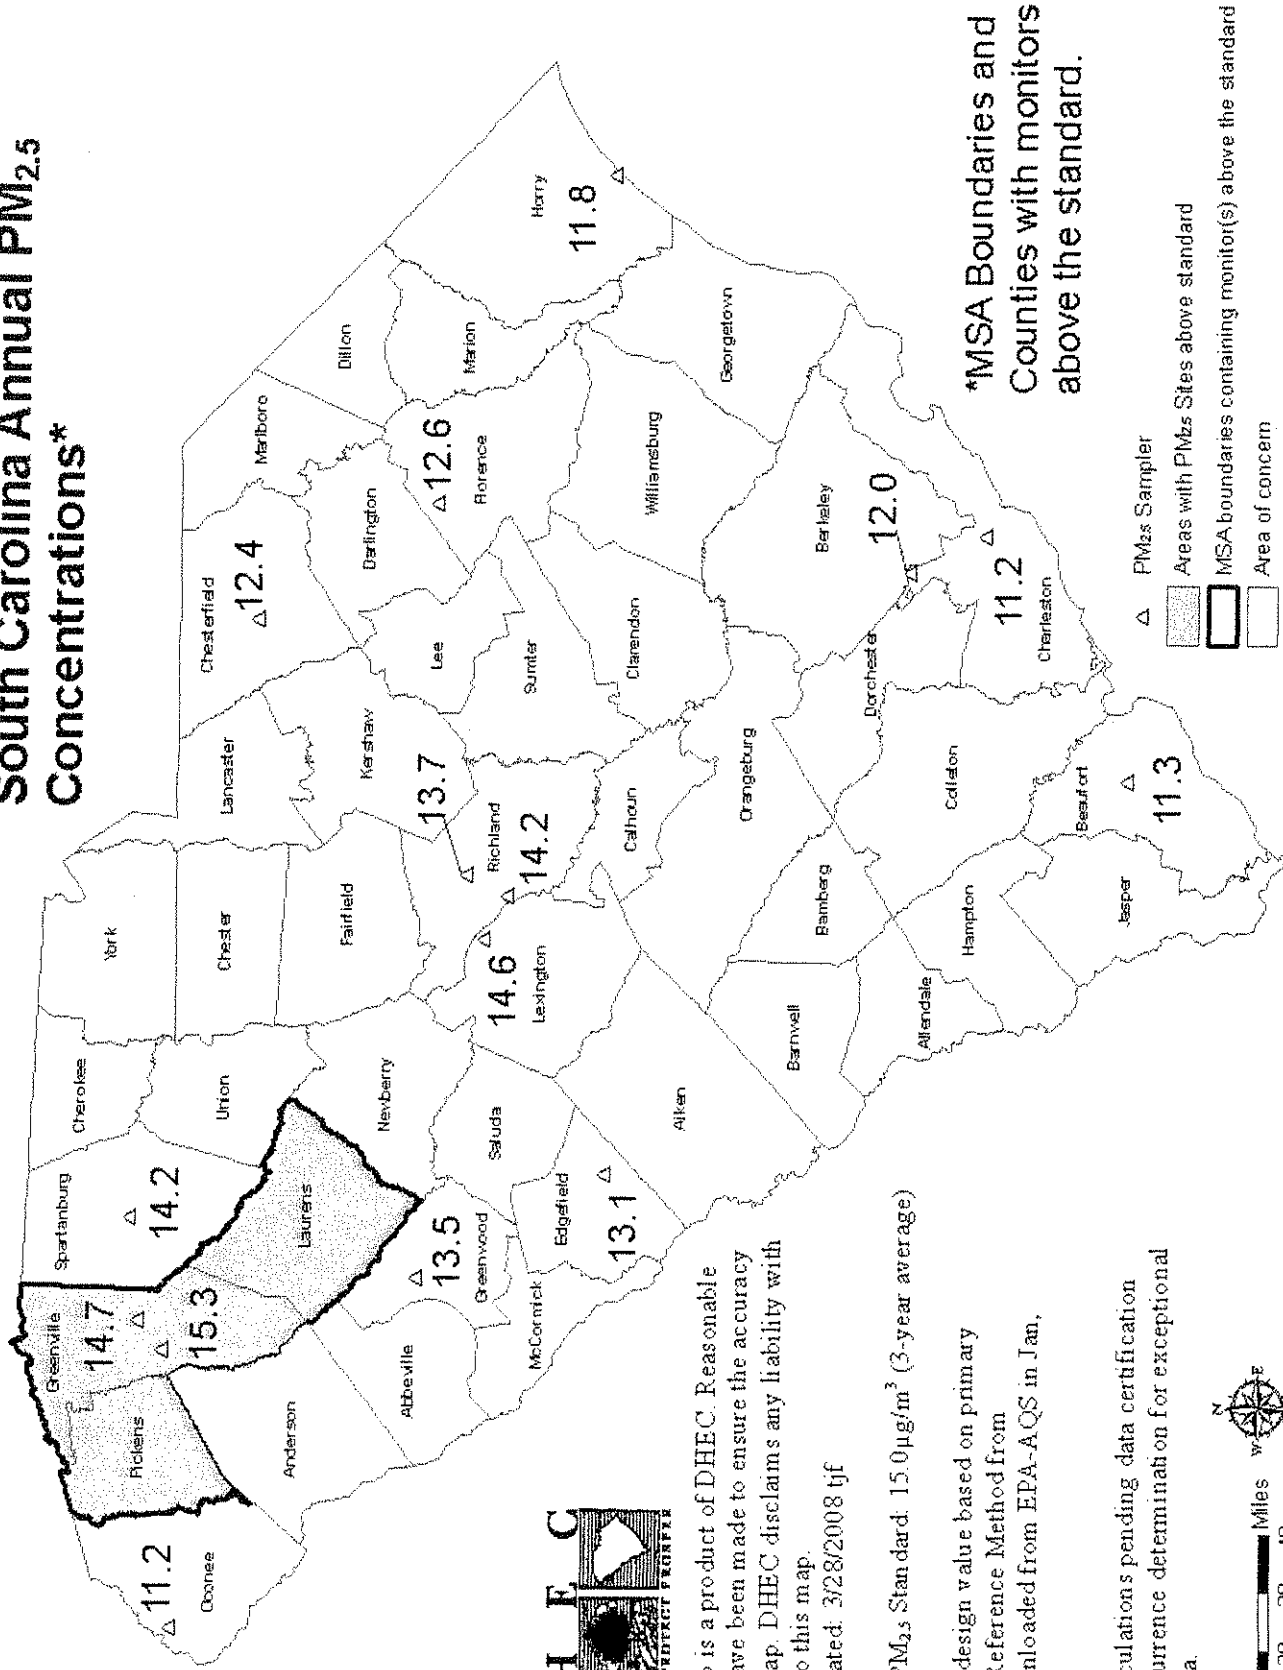 South Carolina Annual PM2.5
Concentrations*
Oconee
11.2
Pickens
Greenville
14.7
15.3
Spartanburg
14.2
Cherokee
York
Union
Chester
Lancaster
Chesterfield
12.4
Marlboro
Dillon
Marion
Horry
11.8
Anderson
Laurens
Newberry
Fairfield
Kershaw
13.7
Lee
Darlington
12.6
Florence
Abbeville
13.5
Greenwood
Saluda
14.6
Lexington
Richland
14.2
Sumter
McCormick
Edgefield
13.1
Aiken
Calhoun
Clarendon
Williamsburg
Georgetown
Orangeburg
Barnwell
Bamberg
Dorchester
Berkeley
12.0
Allendale
Hampton
Colleton
11.2
Charleston
Jasper
Beaufort
11.3
*MSA Boundaries and
Counties with monitors
above the standard.
PM25 Sampler
Areas with PM25 Sites above standard
MSA boundaries containing monitor(s) above the standard
Area of concern
H E C
PROTECT PROSPER
is a product of DHEC. Reasonable
ve been made to ensure the accuracy
ap. DHEC disclaims any liability with
o this map.
ated: 3/28/2008 tjf
PM2.5 Standard: 15.0µg/m³ (3-year average)
design value based on primary
Reference Method from
nloaded from EPA-AQS in Jan,
culations pending data certification
urrence determination for exceptional
a.
N
W E
Miles